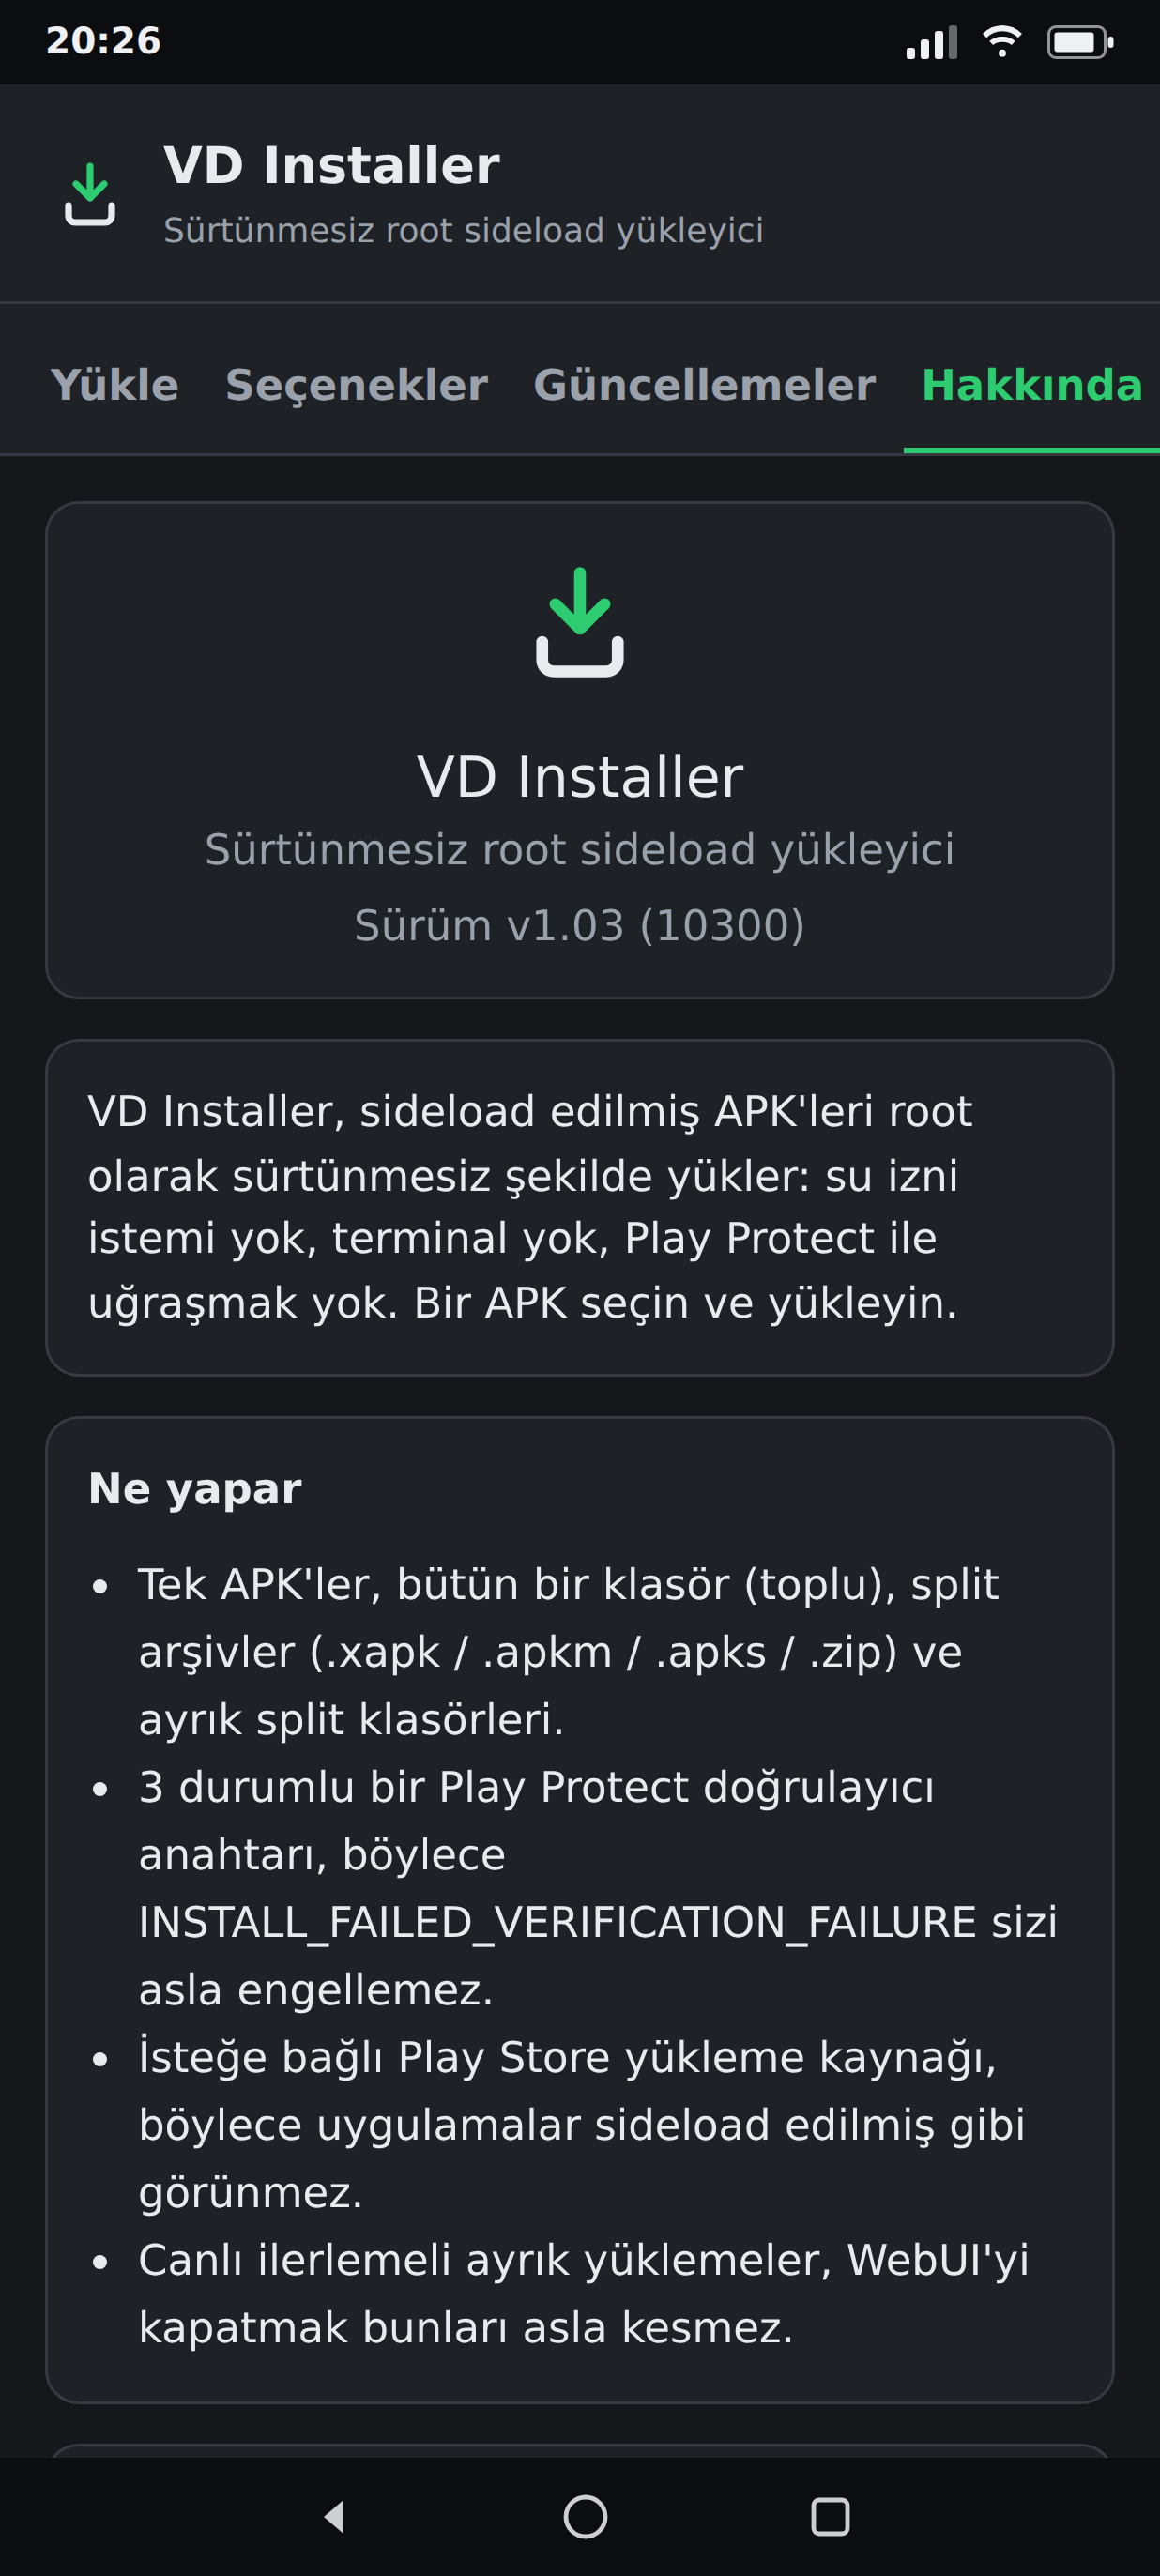 20:26
VD Installer
Sürtünmesiz root sideload yükleyici
Yükle Seçenekler Güncellemeler Hakkında
VD Installer
Sürtünmesiz root sideload yükleyici
Sürüm v1.03 (10300)
VD Installer, sideload edilmiş APK'leri root
olarak sürtünmesiz şekilde yükler: su izni
istemi yok, terminal yok, Play Protect ile
uğraşmak yok. Bir APK seçin ve yükleyin.
Ne yapar
• Tek APK'ler, bütün bir klasör (toplu), split
arşivler (.xapk / .apkm / .apks / .zip) ve
ayrık split klasörleri.
• 3 durumlu bir Play Protect doğrulayıcı
anahtarı, böylece
INSTALL_FAILED_VERIFICATION_FAILURE sizi
asla engellemez.
• İsteğe bağlı Play Store yükleme kaynağı,
böylece uygulamalar sideload edilmiş gibi
görünmez.
• Canlı ilerlemeli ayrık yüklemeler, WebUI'yi
kapatmak bunları asla kesmez.